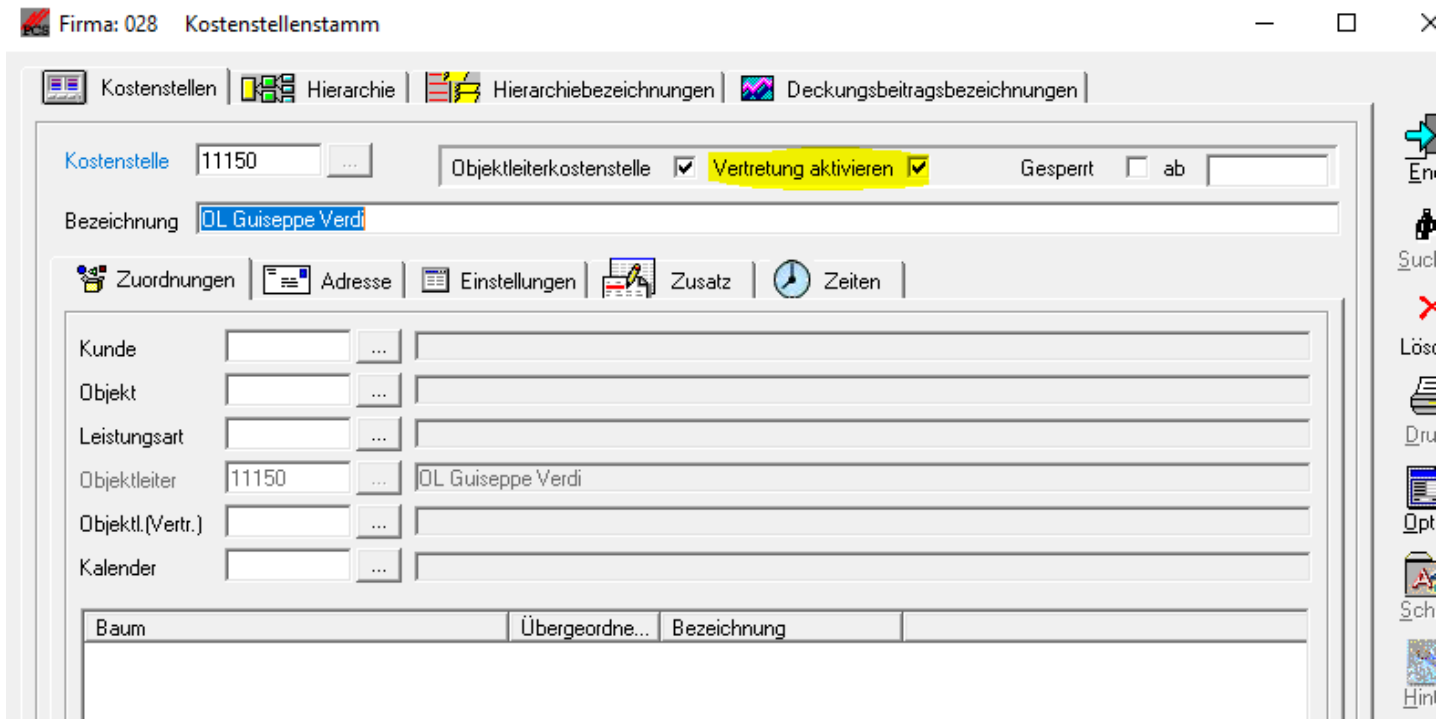 PCS Firma: 028 Kostenstellenstamm
Kostenstellen Hierarchie Hierarchiebezeichnungen Deckungsbeitragsbezeichnungen
Kostenstelle 11150 ... Objektleiterkostenstelle Vertretung aktivieren Gesperrt ab
Bezeichnung OL Guiseppe Verdi
Zuordnungen Adresse Einstellungen Zusatz Zeiten
Kunde ...
Objekt ...
Leistungsart ...
Objektleiter 11150 ... OL Guiseppe Verdi
Objektl.(Vertr.) ...
Kalender ...
Baum Übergeordne... Bezeichnung